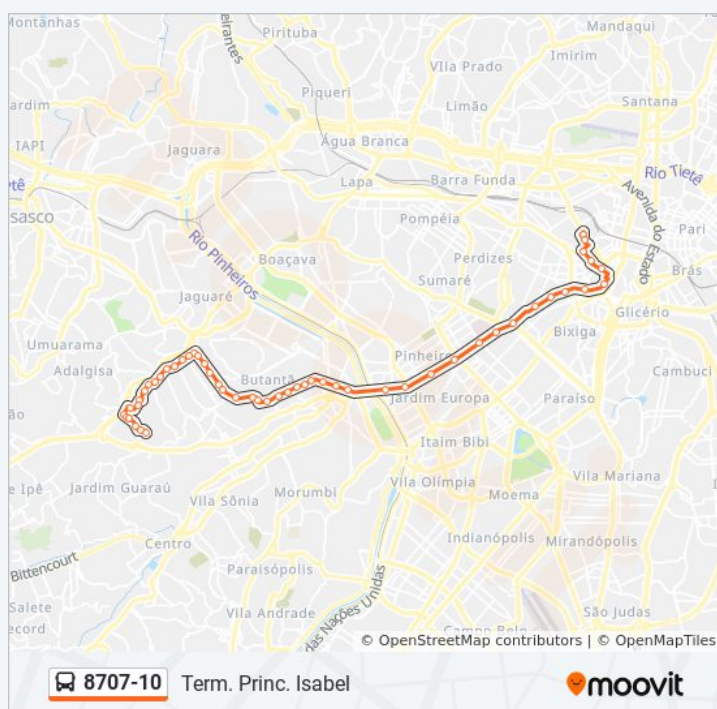 Montanhas
Pirituba
Mandaqui
Imirim
Vila Prado
Piqueri
Limão
Santana
Jardim
IAPI
Jaguara
Água Branca
Rio Tietê
Lapa
Barra Funda
Avenida do Estado
Pari
Pompéia
Rio Pinheiros
Boaçava
Perdizes
Brás
Sumaré
Jaguaré
Glicério
Bixiga
Umuarama
Adalgisa
Butantã
Pinheiros
Cambuci
Jardim Europa
Paraíso
Itaim Bibi
Vila Mariana
Jardim Guaraú
Morumbi
Vila Olímpia
Moema
Vila Sônia
Indianópolis
Mirandópolis
Centro
Bittencourt
Paraisópolis
das Nações Unidas
Salete
Vila Andrade
São Judas
© OpenStreetMap contributors | © OpenMapTiles
8707-10 Term. Princ. Isabel
moovit